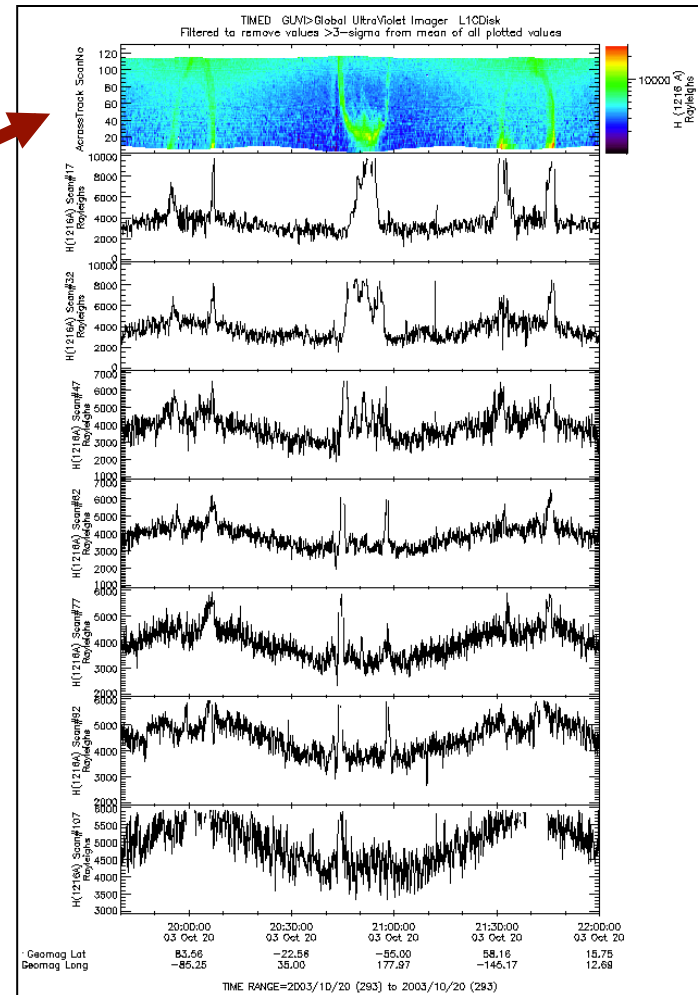 TIMED GUVI>Global UltraViolet Imager L1CDisk
Filtered to remove values >3-sigma from mean of all plotted values
AcrossTrack ScanNo
120
100
80
60
40
20
10000
H (1216 A)
Rayleighs
H(1216A) Scan#17
Rayleighs
10000
8000
6000
4000
2000
0
H(1216A) Scan#32
Rayleighs
10000
8000
6000
4000
2000
0
H(1216A) Scan#47
Rayleighs
7000
6000
5000
4000
3000
2000
1000
H(1216A) Scan#62
Rayleighs
7000
6000
5000
4000
3000
2000
1000
H(1216A) Scan#77
Rayleighs
6000
5000
4000
3000
2000
H(1216A) Scan#92
Rayleighs
6000
5000
4000
3000
2000
H(1216A) Scan#107
Rayleighs
6000
5500
5000
4500
4000
3500
3000
20:00:00 20:30:00 21:00:00 21:30:00 22:00:00
03 Oct 20 03 Oct 20 03 Oct 20 03 Oct 20 03 Oct 20
Geomag Lat 83.56 -22.56 -55.00 58.16 15.75
Geomag Long -85.25 35.00 177.97 -146.17 12.69
TIME RANGE=2003/10/20 (293) to 2003/10/20 (293)